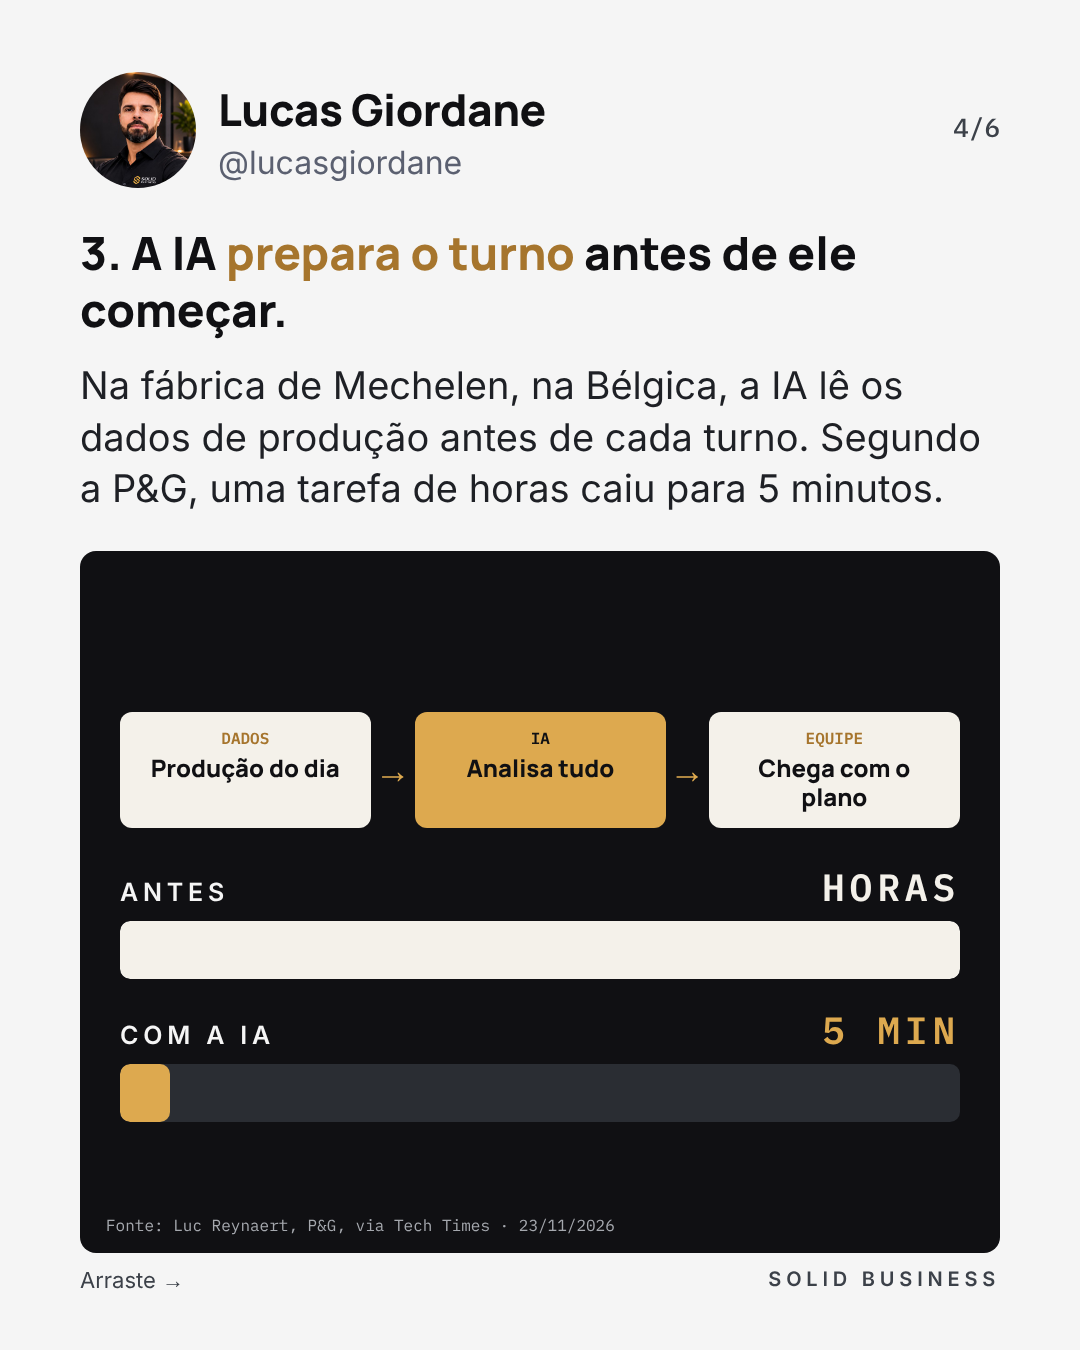 Lucas Giordane
@lucasgiordane
4/6
3. A IA prepara o turno antes de ele
começar.
Na fábrica de Mechelen, na Bélgica, a IA lê os
dados de produção antes de cada turno. Segundo
a P&G, uma tarefa de horas caiu para 5 minutos.
DADOS
Produção do dia
→
IA
Analisa tudo
→
EQUIPE
Chega com o
plano
ANTES
HORAS
COM A IA
5 MIN
Fonte: Luc Reynaert, P&G, via Tech Times · 23/11/2026
Arraste →
SOLID BUSINESS